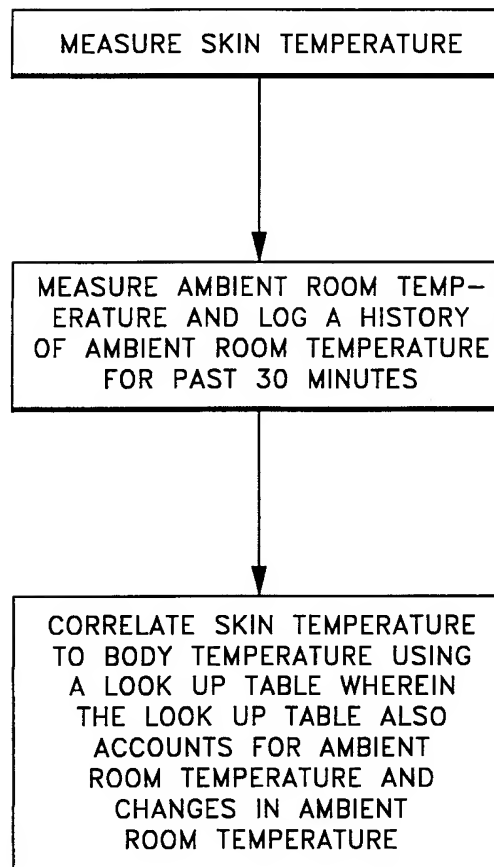 MEASURE SKIN TEMPERATURE
MEASURE AMBIENT ROOM TEMP-
ERATURE AND LOG A HISTORY
OF AMBIENT ROOM TEMPERATURE
FOR PAST 30 MINUTES
CORRELATE SKIN TEMPERATURE
TO BODY TEMPERATURE USING
A LOOK UP TABLE WHEREIN
THE LOOK UP TABLE ALSO
ACCOUNTS FOR AMBIENT
ROOM TEMPERATURE AND
CHANGES IN AMBIENT
ROOM TEMPERATURE